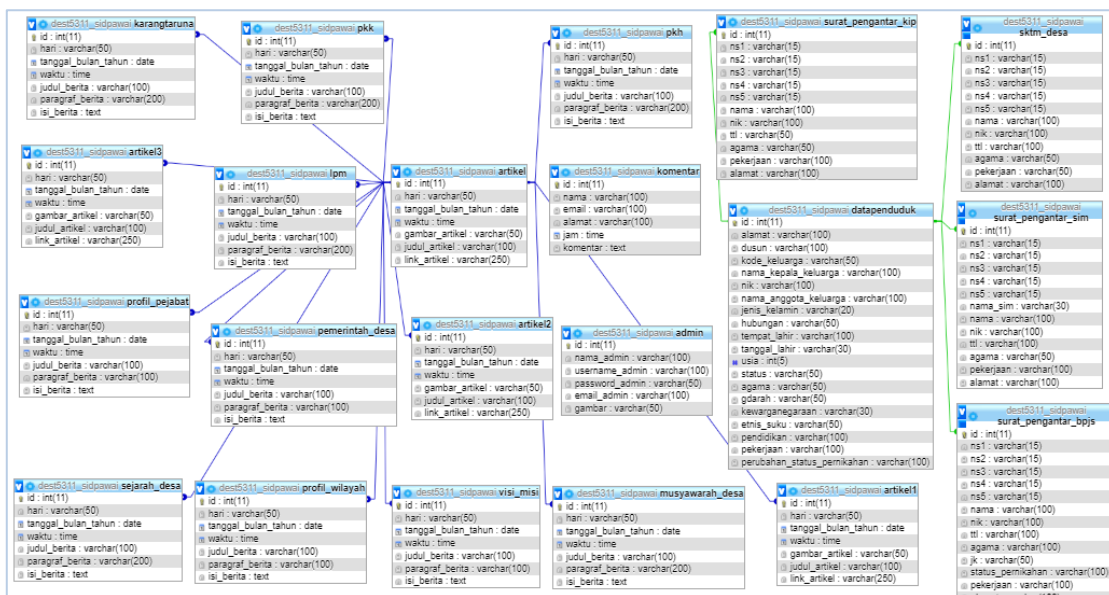 dest5311_sidpawai karangtaruna
id : int(11)
hari : varchar(50)
tanggal_bulan_tahun : date
waktu : time
judul_berita : varchar(100)
paragraf_berita : varchar(200)
isi_berita : text
dest5311_sidpawai pkk
id : int(11)
hari : varchar(50)
tanggal_bulan_tahun : date
waktu : time
judul_berita : varchar(100)
paragraf_berita : varchar(200)
isi_berita : text
dest5311_sidpawai pkh
id : int(11)
hari : varchar(50)
tanggal_bulan_tahun : date
waktu : time
judul_berita : varchar(100)
paragraf_berita : varchar(200)
isi_berita : text
dest5311_sidpawai surat_pengantar_kip
id : int(11)
ns1 : varchar(15)
ns2 : varchar(15)
ns3 : varchar(15)
ns4 : varchar(15)
ns5 : varchar(15)
nama : varchar(100)
nik : varchar(100)
ttl : varchar(50)
agama : varchar(50)
pekerjaan : varchar(100)
alamat : varchar(100)
dest5311_sidpawai
sktm_desa
id : int(11)
ns1 : varchar(15)
ns2 : varchar(15)
ns3 : varchar(15)
ns4 : varchar(15)
ns5 : varchar(15)
nama : varchar(100)
nik : varchar(100)
ttl : varchar(100)
agama : varchar(50)
pekerjaan : varchar(50)
alamat : varchar(100)
dest5311_sidpawai artikel3
id : int(11)
hari : varchar(50)
tanggal_bulan_tahun : date
waktu : time
gambar_artikel : varchar(50)
judul_artikel : varchar(100)
link_artikel : varchar(250)
dest5311_sidpawai lpm
id : int(11)
hari : varchar(50)
tanggal_bulan_tahun : date
waktu : time
judul_berita : varchar(100)
paragraf_berita : varchar(200)
isi_berita : text
dest5311_sidpawai artikel
id : int(11)
hari : varchar(50)
tanggal_bulan_tahun : date
waktu : time
gambar_artikel : varchar(50)
judul_artikel : varchar(100)
link_artikel : varchar(250)
dest5311_sidpawai komentar
id : int(11)
nama : varchar(100)
email : varchar(100)
alamat : varchar(100)
jam : time
komentar : text
dest5311_sidpawai datapenduduk
id : int(11)
alamat : varchar(100)
dusun : varchar(100)
kode_keluarga : varchar(50)
nama_kepala_keluarga : varchar(100)
nik : varchar(100)
nama_anggota_keluarga : varchar(100)
jenis_kelamin : varchar(20)
hubungan : varchar(50)
tempat_lahir : varchar(100)
tanggal_lahir : varchar(30)
usia : int(5)
status : varchar(50)
agama : varchar(50)
gdarah : varchar(50)
kewarganegaraan : varchar(30)
etnis_suku : varchar(50)
pendidikan : varchar(100)
pekerjaan : varchar(100)
perubahan_status_pernikahan : varchar(100)
dest5311_sidpawai
surat_pengantar_sim
id : int(11)
ns1 : varchar(15)
ns2 : varchar(15)
ns3 : varchar(15)
ns4 : varchar(15)
ns5 : varchar(15)
nama_sim : varchar(30)
nama : varchar(100)
nik : varchar(100)
ttl : varchar(100)
agama : varchar(50)
pekerjaan : varchar(100)
alamat : varchar(100)
dest5311_sidpawai profil_pejabat
id : int(11)
hari : varchar(50)
tanggal_bulan_tahun : date
waktu : time
judul_berita : varchar(100)
paragraf_berita : varchar(100)
isi_berita : text
dest5311_sidpawai pemerintah_desa
id : int(11)
hari : varchar(50)
tanggal_bulan_tahun : date
waktu : time
judul_berita : varchar(100)
paragraf_berita : varchar(100)
isi_berita : text
dest5311_sidpawai artikel2
id : int(11)
hari : varchar(50)
tanggal_bulan_tahun : date
waktu : time
gambar_artikel : varchar(50)
judul_artikel : varchar(100)
link_artikel : varchar(250)
dest5311_sidpawai admin
id : int(11)
nama_admin : varchar(100)
username_admin : varchar(100)
password_admin : varchar(50)
email_admin : varchar(100)
gambar : varchar(50)
dest5311_sidpawai
surat_pengantar_bpjs
id : int(11)
ns1 : varchar(15)
ns2 : varchar(15)
ns3 : varchar(15)
ns4 : varchar(15)
ns5 : varchar(15)
nama : varchar(100)
nik : varchar(100)
ttl : varchar(100)
agama : varchar(100)
jk : varchar(50)
status_pernikahan : varchar(100)
pekerjaan : varchar(100)
dest5311_sidpawai sejarah_desa
id : int(11)
hari : varchar(50)
tanggal_bulan_tahun : date
waktu : time
judul_berita : varchar(100)
paragraf_berita : varchar(200)
isi_berita : text
dest5311_sidpawai profil_wilayah
id : int(11)
hari : varchar(50)
tanggal_bulan_tahun : date
waktu : time
judul_berita : varchar(100)
paragraf_berita : varchar(100)
isi_berita : text
dest5311_sidpawai visi_misi
id : int(11)
hari : varchar(50)
tanggal_bulan_tahun : date
waktu : time
judul_berita : varchar(100)
paragraf_berita : varchar(100)
isi_berita : text
dest5311_sidpawai musyawarah_desa
id : int(11)
hari : varchar(50)
tanggal_bulan_tahun : date
waktu : time
judul_berita : varchar(100)
paragraf_berita : varchar(200)
isi_berita : text
dest5311_sidpawai artikel1
id : int(11)
hari : varchar(50)
tanggal_bulan_tahun : date
waktu : time
gambar_artikel : varchar(50)
judul_artikel : varchar(100)
link_artikel : varchar(250)